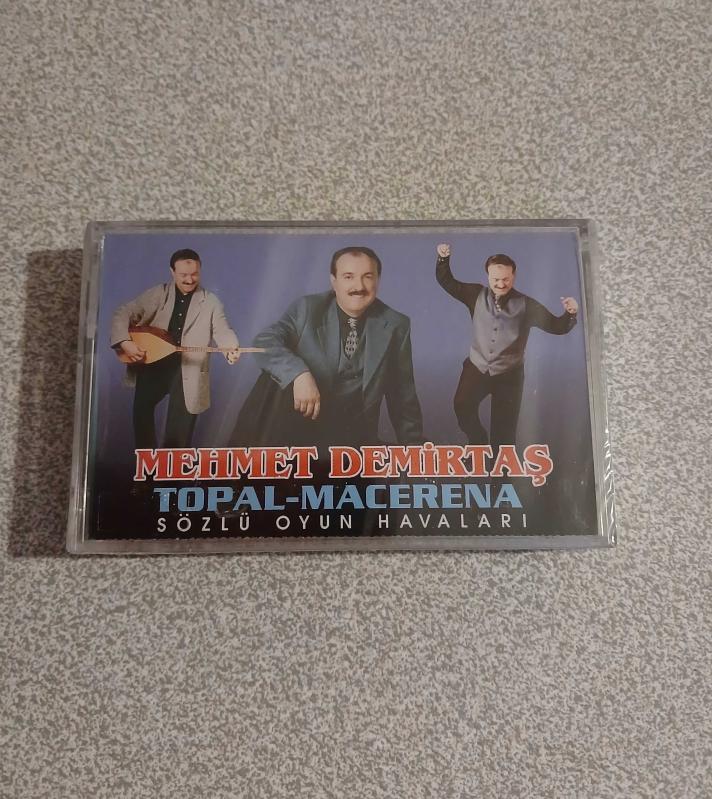 MEHMET DEMİRTAŞ
TOPAL-MACERENA
SÖZLÜ OYUN HAVALARI